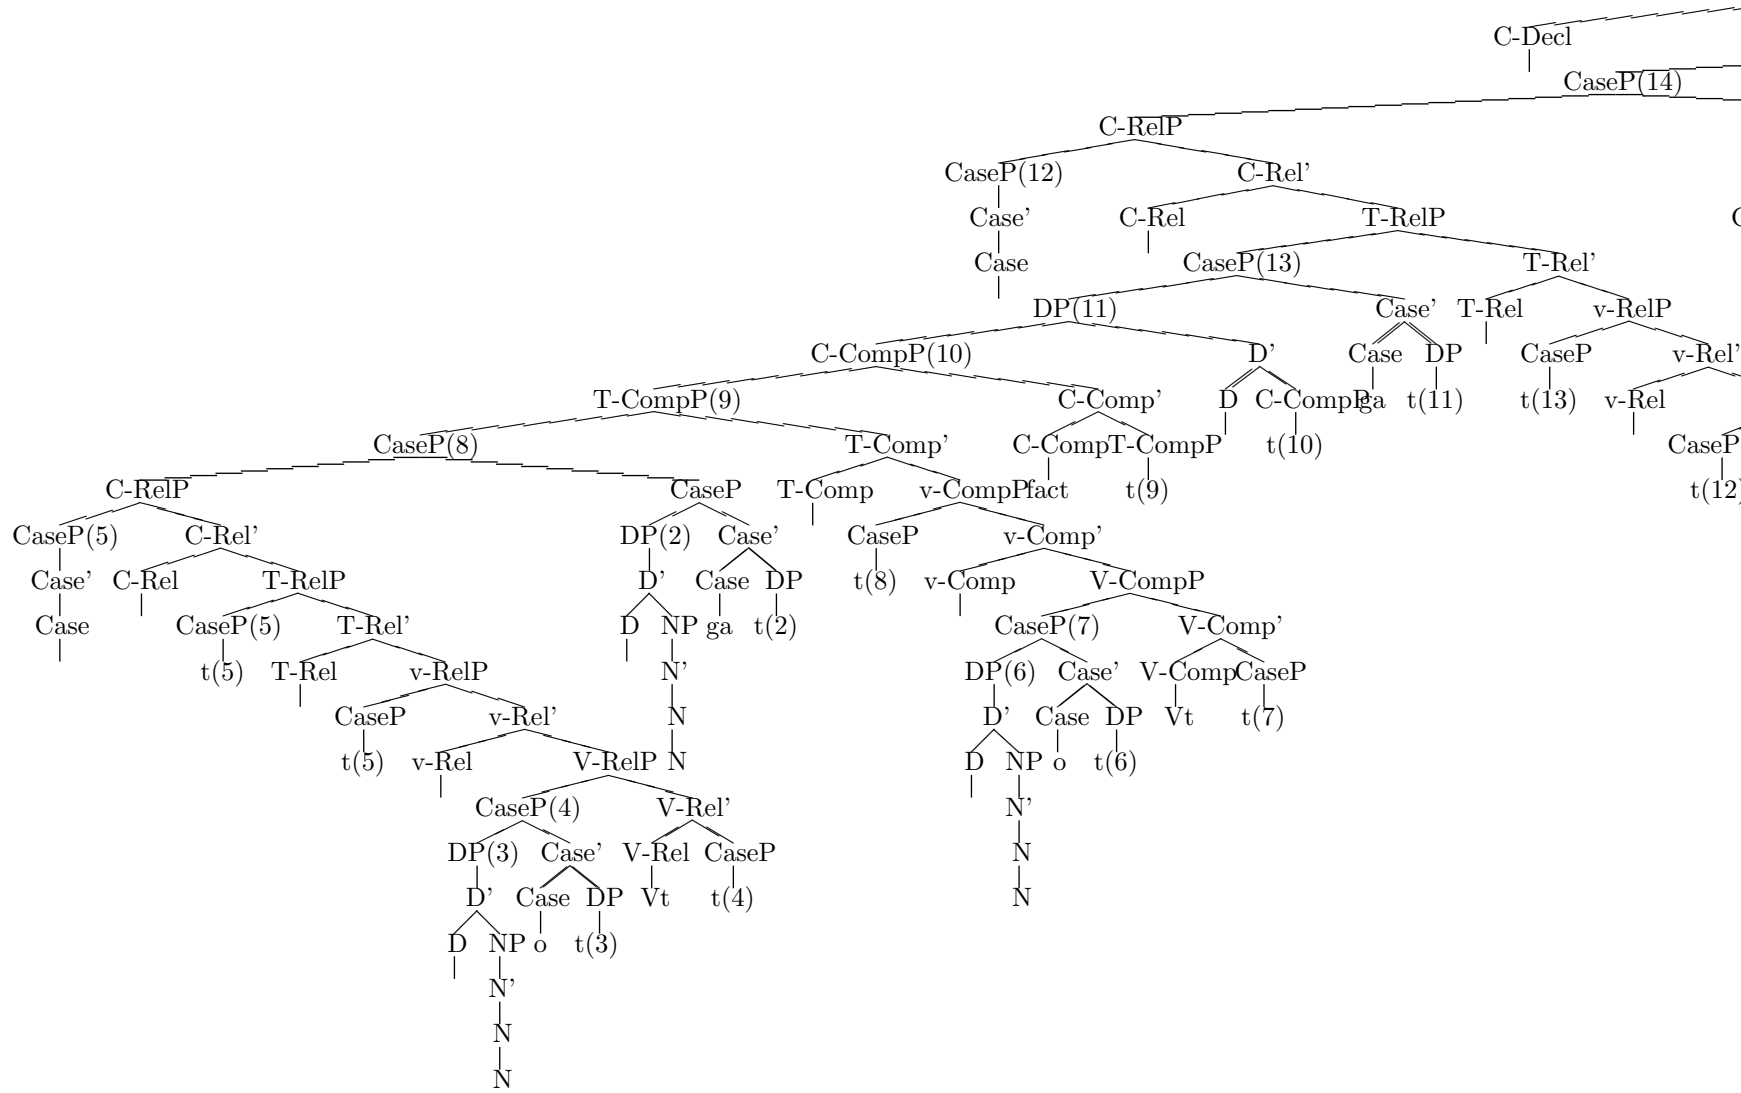 C-Decl
CaseP(14)
C-RelP
CaseP(12) C-Rel'
Case' C-Rel T-RelP C
Case CaseP(13) T-Rel'
DP(11) Case' T-Rel v-RelP
C-CompP(10) D' Case DP CaseP v-Rel'
T-CompP(9) C-Comp' D C-CompP ga t(11) t(13) v-Rel
CaseP(8) T-Comp' C-Comp T-CompP t(10) CaseP
C-RelP CaseP T-Comp v-CompP fact t(9) t(12)
CaseP(5) C-Rel' DP(2) Case' CaseP v-Comp'
Case' C-Rel T-RelP D' Case DP t(8) v-Comp V-CompP
Case CaseP(5) T-Rel' D NP ga t(2) CaseP(7) V-Comp'
t(5) T-Rel v-RelP N' DP(6) Case' V-Comp CaseP
CaseP v-Rel' N D' Case DP Vt t(7)
t(5) v-Rel V-RelP N D NP o t(6)
CaseP(4) V-Rel' N'
DP(3) Case' V-Rel CaseP N
D' Case DP Vt t(4) N
D NP o t(3)
N'
N
N